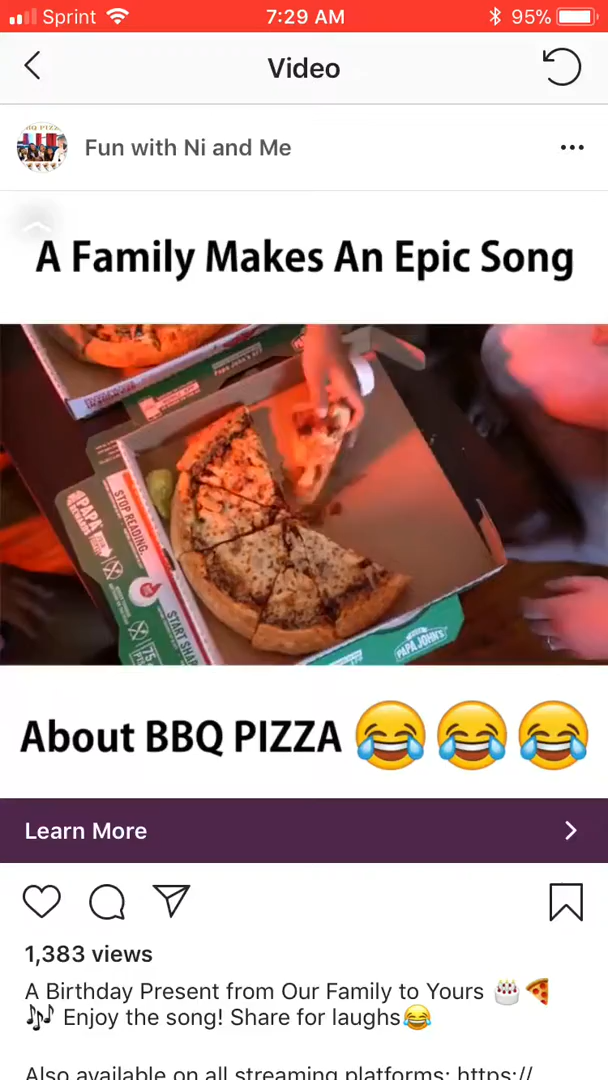 Sprint 7:29 AM 95%
Video
Fun with Ni and Me
A Family Makes An Epic Song
STOP READING.
PAPA
START
PAPA JOHN'S
About BBQ PIZZA 😂😂😂
Learn More
1,383 views
A Birthday Present from Our Family to Yours 🎂🍕
🎶 Enjoy the song! Share for laughs😂
Also available on all streaming platforms: https://